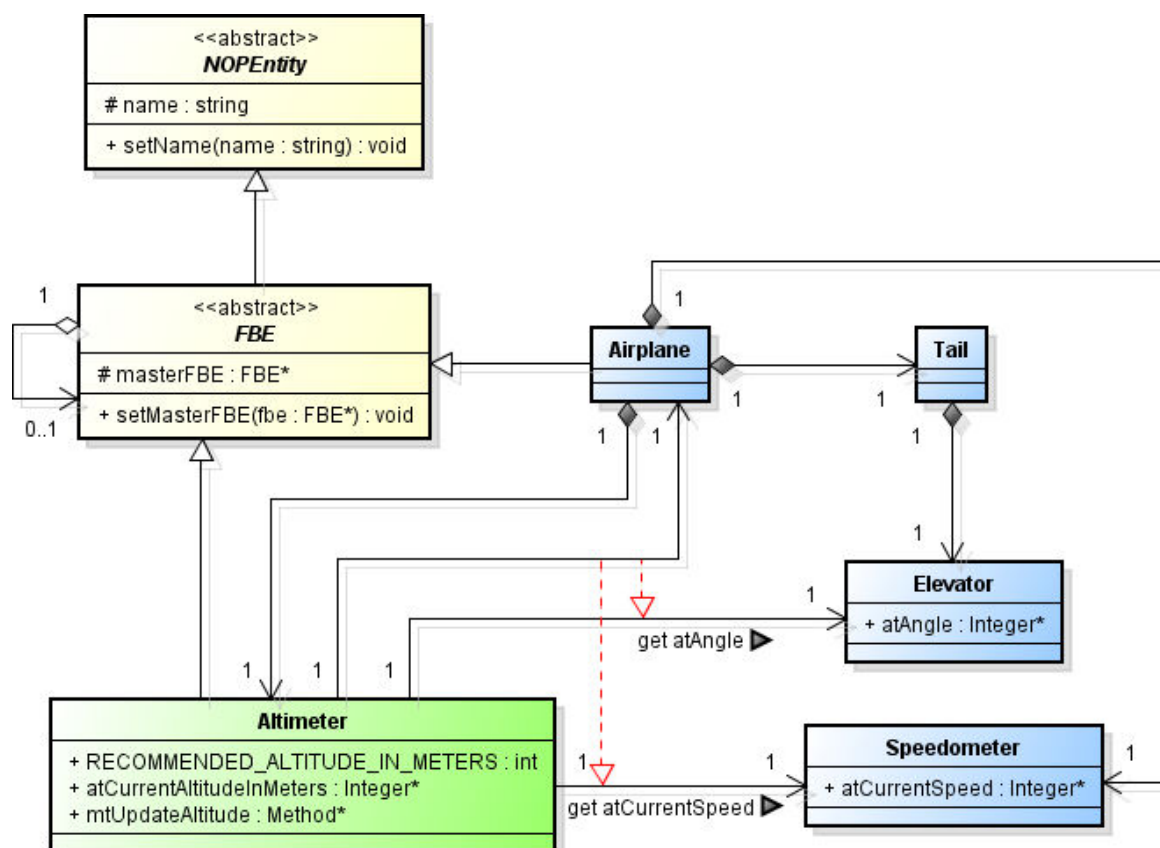 <<abstract>>
NOPEntity
# name : string
+ setName(name : string) : void
1
<<abstract>>
FBE
# masterFBE : FBE*
+ setMasterFBE(fbe : FBE*) : void
0..1
1
Airplane
1
1
Tail
1
1
1
1
Elevator
+ atAngle : Integer*
1
get atAngle
1
1
1
Altimeter
+ RECOMMENDED_ALTITUDE_IN_METERS : int
+ atCurrentAltitudeInMeters : Integer*
+ mtUpdateAltitude : Method*
1
get atCurrentSpeed
1
Speedometer
+ atCurrentSpeed : Integer*
1